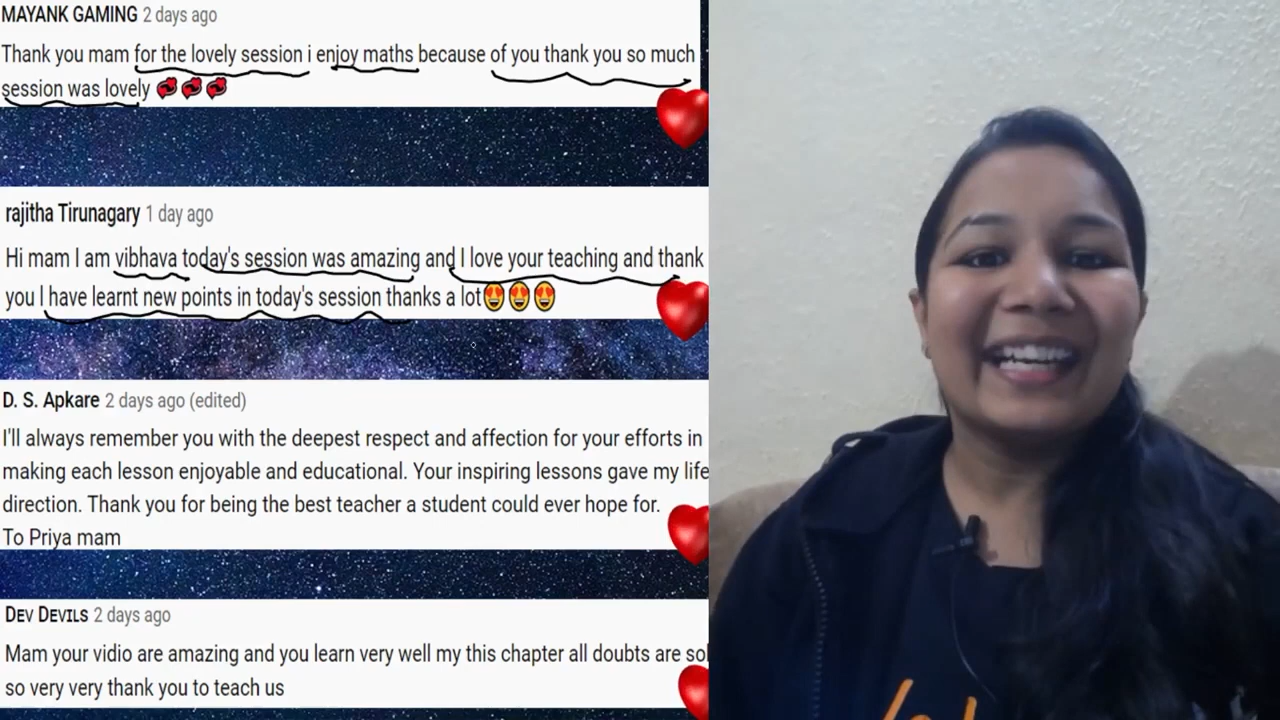 MAYANK GAMING 2 days ago
Thank you mam for the lovely session i enjoy maths because of you thank you so much
session was lovely 💞💞💞
rajitha Tirunagary 1 day ago
Hi mam I am vibhava today's session was amazing and I love your teaching and thank
you I have learnt new points in today's session thanks a lot😍😍😍
D. S. Apkare 2 days ago (edited)
I'll always remember you with the deepest respect and affection for your efforts in
making each lesson enjoyable and educational. Your inspiring lessons gave my life
direction. Thank you for being the best teacher a student could ever hope for.
To Priya mam
Dᴇᴠ Dᴇᴠɪʟs 2 days ago
Mam your vidio are amazing and you learn very well my this chapter all doubts are
so very very thank you to teach us